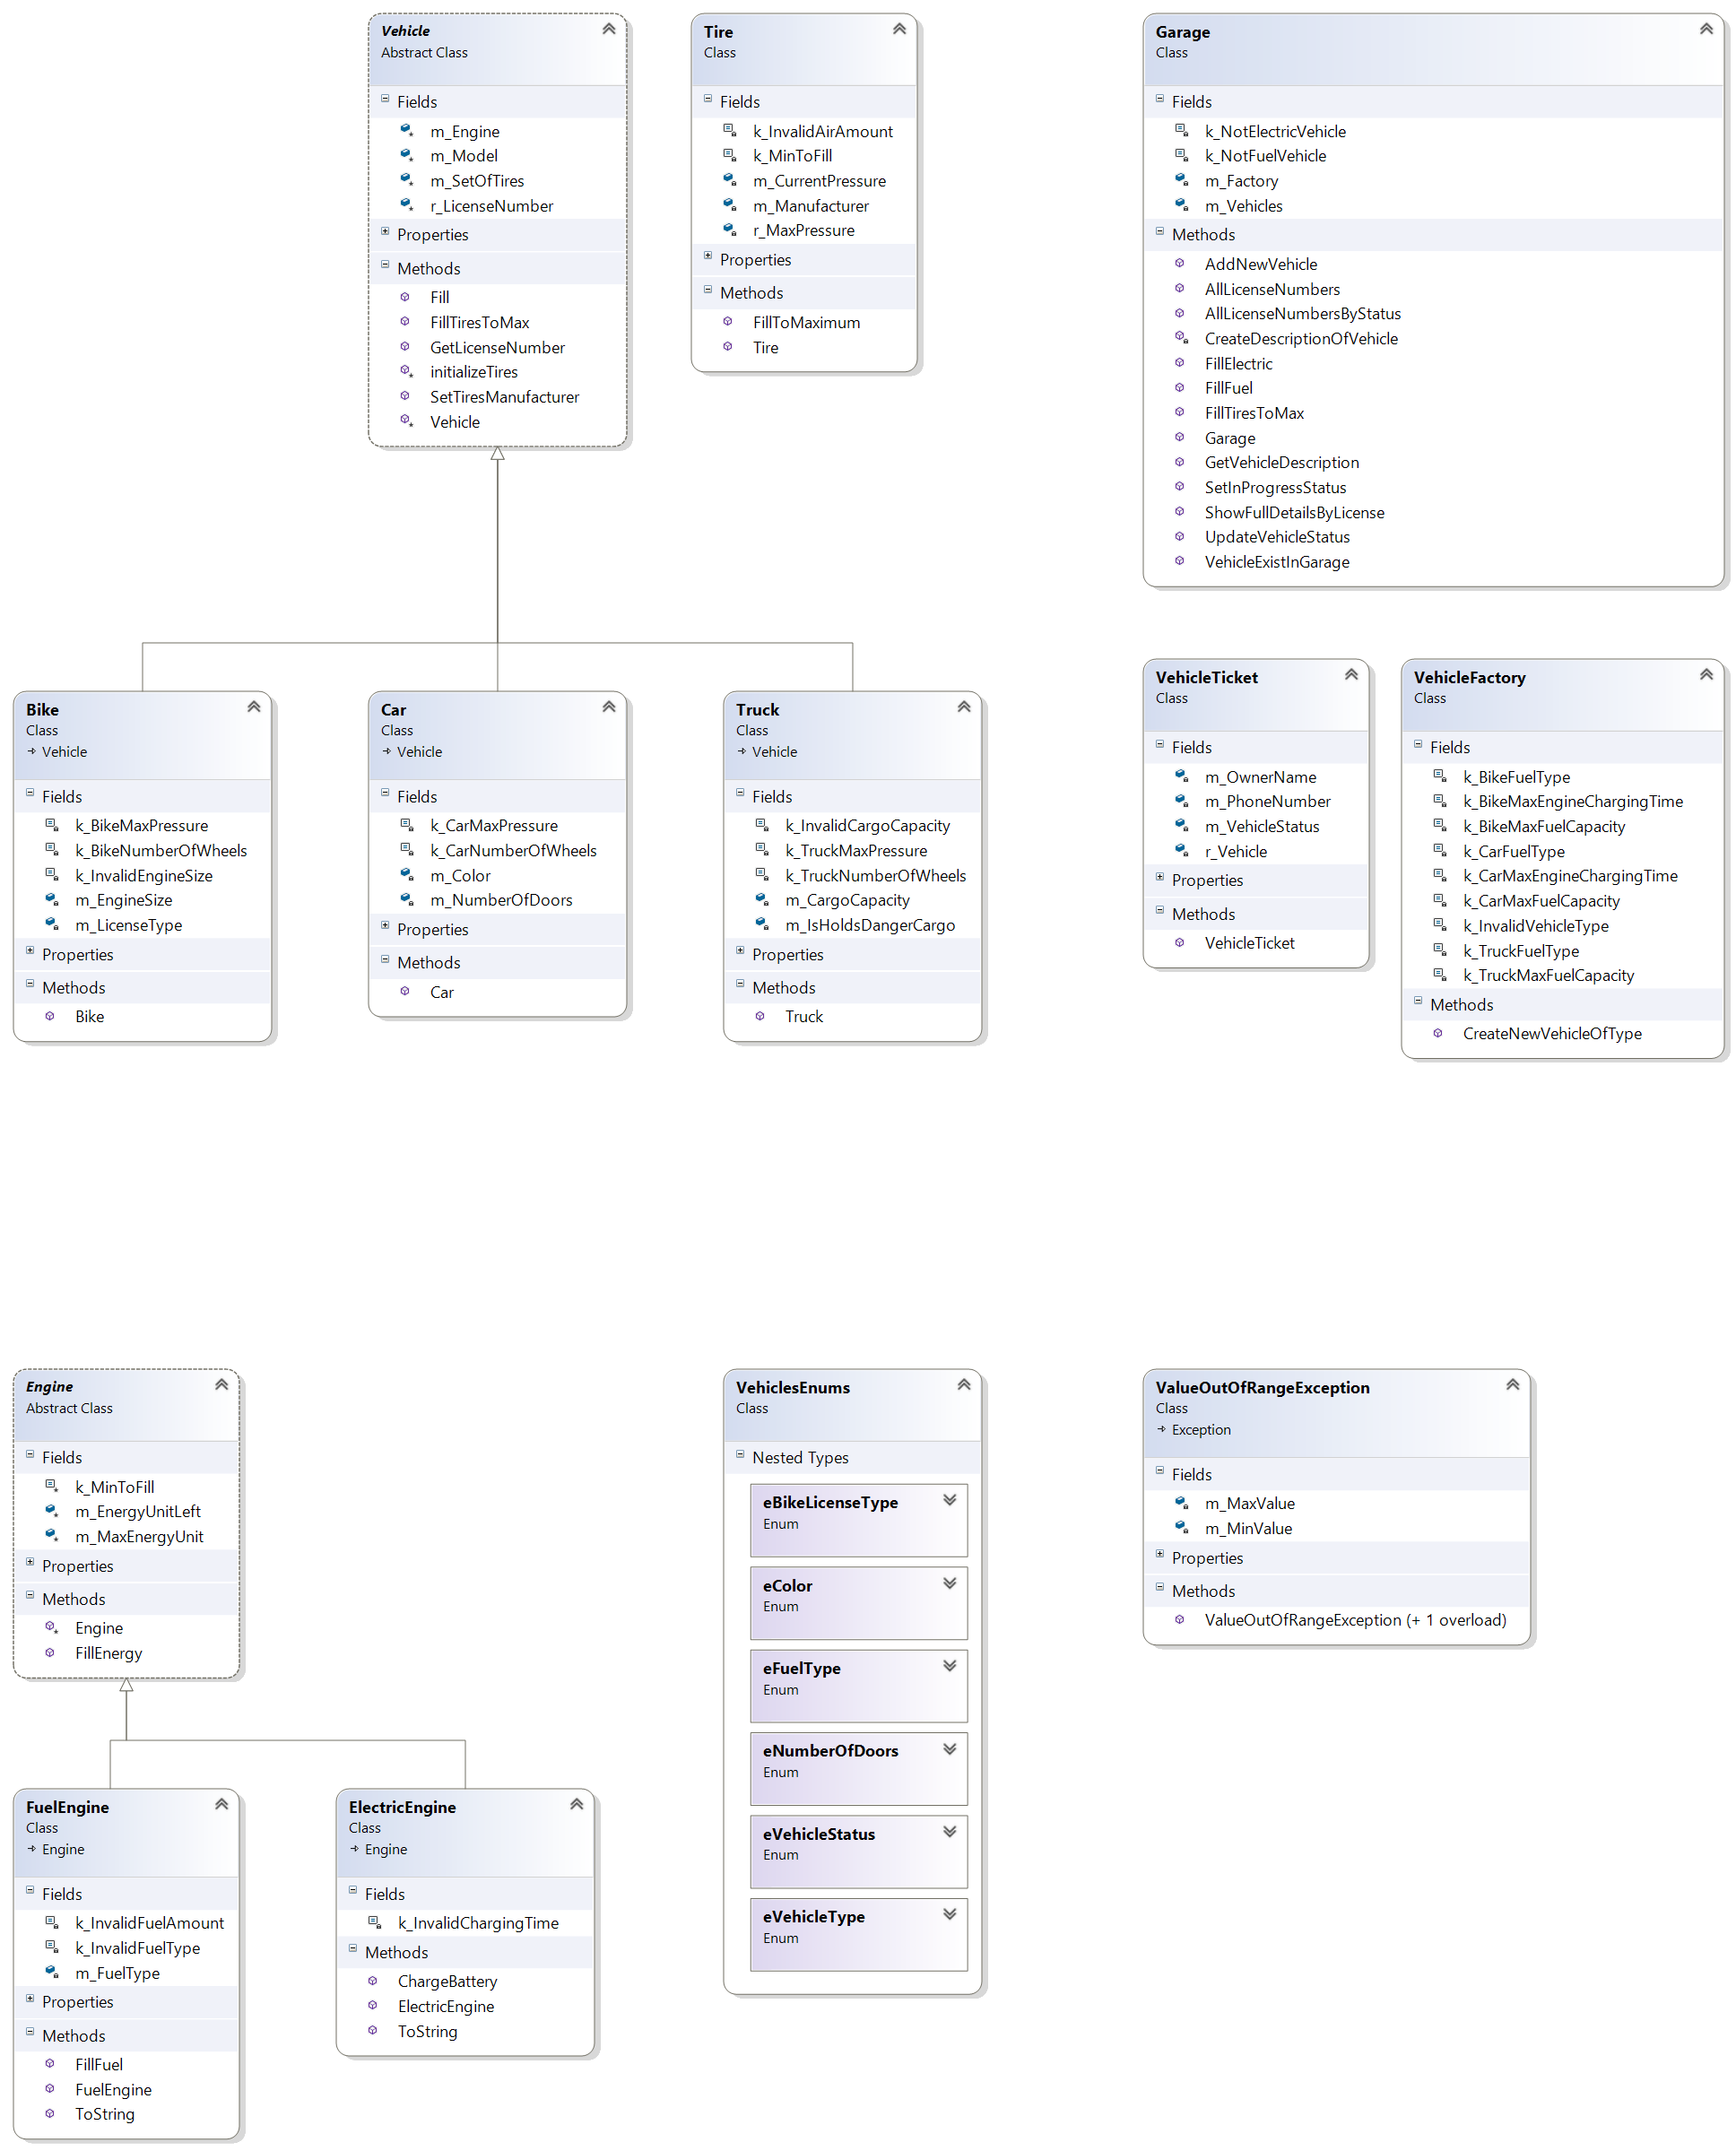 Vehicle
Abstract Class
Fields
m_Engine
m_Model
m_SetOfTires
r_LicenseNumber
Properties
Methods
Fill
FillTiresToMax
GetLicenseNumber
initializeTires
SetTiresManufacturer
Vehicle
Tire
Class
Fields
k_InvalidAirAmount
k_MinToFill
m_CurrentPressure
m_Manufacturer
r_MaxPressure
Properties
Methods
FillToMaximum
Tire
Garage
Class
Fields
k_NotElectricVehicle
k_NotFuelVehicle
m_Factory
m_Vehicles
Methods
AddNewVehicle
AllLicenseNumbers
AllLicenseNumbersByStatus
CreateDescriptionOfVehicle
FillElectric
FillFuel
FillTiresToMax
Garage
GetVehicleDescription
SetInProgressStatus
ShowFullDetailsByLicense
UpdateVehicleStatus
VehicleExistInGarage
Bike
Class
Vehicle
Fields
k_BikeMaxPressure
k_BikeNumberOfWheels
k_InvalidEngineSize
m_EngineSize
m_LicenseType
Properties
Methods
Bike
Car
Class
Vehicle
Fields
k_CarMaxPressure
k_CarNumberOfWheels
m_Color
m_NumberOfDoors
Properties
Methods
Car
Truck
Class
Vehicle
Fields
k_InvalidCargoCapacity
k_TruckMaxPressure
k_TruckNumberOfWheels
m_CargoCapacity
m_IsHoldsDangerCargo
Properties
Methods
Truck
VehicleTicket
Class
Fields
m_OwnerName
m_PhoneNumber
m_VehicleStatus
r_Vehicle
Properties
Methods
VehicleTicket
VehicleFactory
Class
Fields
k_BikeFuelType
k_BikeMaxEngineChargingTime
k_BikeMaxFuelCapacity
k_CarFuelType
k_CarMaxEngineChargingTime
k_CarMaxFuelCapacity
k_InvalidVehicleType
k_TruckFuelType
k_TruckMaxFuelCapacity
Methods
CreateNewVehicleOfType
Engine
Abstract Class
Fields
k_MinToFill
m_EnergyUnitLeft
m_MaxEnergyUnit
Properties
Methods
Engine
FillEnergy
VehiclesEnums
Class
Nested Types
eBikeLicenseType
Enum
eColor
Enum
eFuelType
Enum
eNumberOfDoors
Enum
eVehicleStatus
Enum
eVehicleType
Enum
ValueOutOfRangeException
Class
Exception
Fields
m_MaxValue
m_MinValue
Properties
Methods
ValueOutOfRangeException (+ 1 overload)
FuelEngine
Class
Engine
Fields
k_InvalidFuelAmount
k_InvalidFuelType
m_FuelType
Properties
Methods
FillFuel
FuelEngine
ToString
ElectricEngine
Class
Engine
Fields
k_InvalidChargingTime
Methods
ChargeBattery
ElectricEngine
ToString